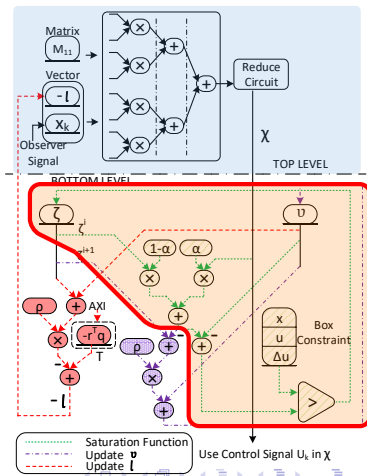 Matrix
M₁₁
Vector
-l
Xₖ
Observer
Signal
×
×
×
×
+
+
+
Reduce
Circuit
χ
TOP LEVEL
BOTTOM LEVEL
ζ
ζⁱ
ζⁱ⁺¹
υ
1-α
α
×
×
+
+
-
+
-
ρ
×
-
+
-l
AXI
-rᵀq
T
ρ
+
-
×
+
x
u
Δu
Box
Constraint
>
Saturation Function
Update υ
Update l
Use Control Signal Uₖ in χ